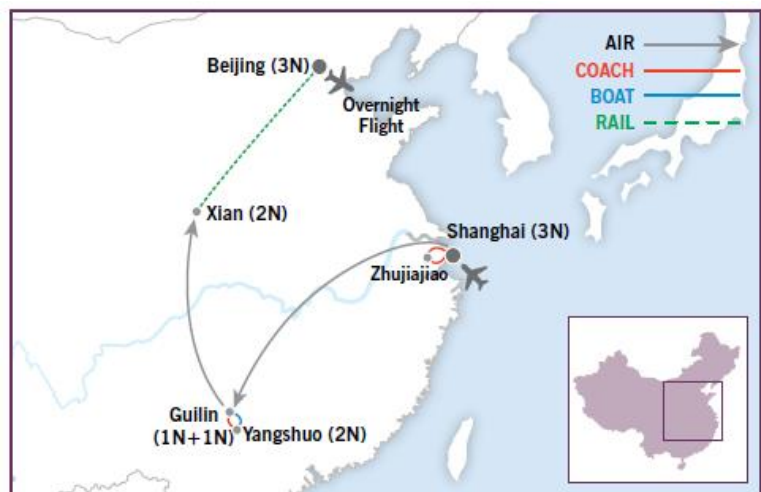 Beijing (3N)
Overnight
Flight
AIR
COACH
BOAT
RAIL
Xian (2N)
Shanghai (3N)
Zhujiajiao
Guilin
(1N+1N)
Yangshuo (2N)